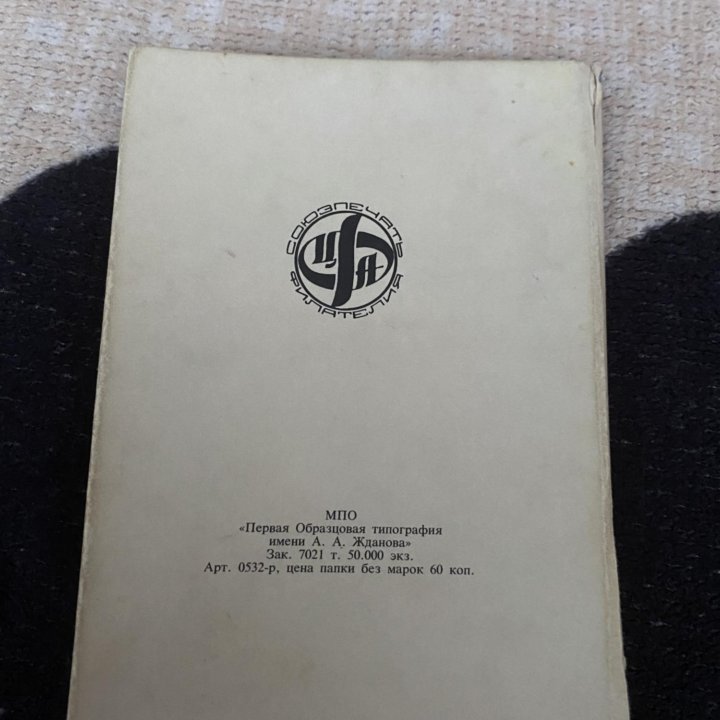 СОЮЗПЕЧАТЬ
ЦФА
ФИЛАТЕЛИЯ
МПО
«Первая Образцовая типография
имени А. А. Жданова»
Зак. 7021 т. 50.000 экз.
Арт. 0532-р, цена папки без марок 60 коп.